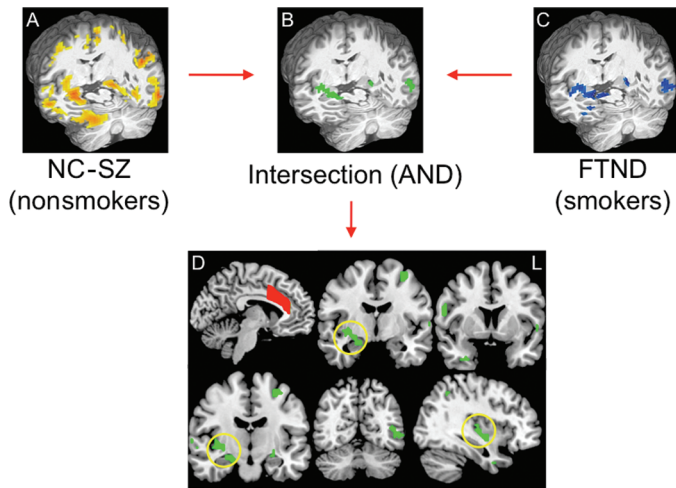 A
B
C
NC-SZ
(nonsmokers)
Intersection (AND)
FTND
(smokers)
D
L